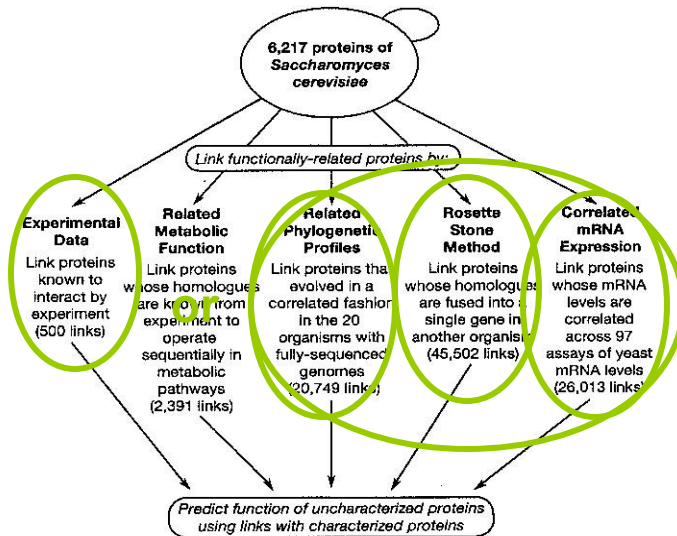 6,217 proteins of
Saccharomyces
cerevisiae
Link functionally-related proteins by:
Experimental
Data
Link proteins
known to
interact by
experiment
(500 links)
Related
Metabolic
Function
Link proteins
whose homologues
are known from
experiment to
operate
sequentially in
metabolic
pathways
(2,391 links)
or
Related
Phylogenetic
Profiles
Link proteins that
evolved in a
correlated fashion
in the 20
organisms with
fully-sequenced
genomes
(20,749 links)
Rosetta
Stone
Method
Link proteins
whose homologues
are fused into a
single gene in
another organism
(45,502 links)
Correlated
mRNA
Expression
Link proteins
whose mRNA
levels are
correlated
across 97
assays of yeast
mRNA levels
(26,013 links)
Predict function of uncharacterized proteins
using links with characterized proteins